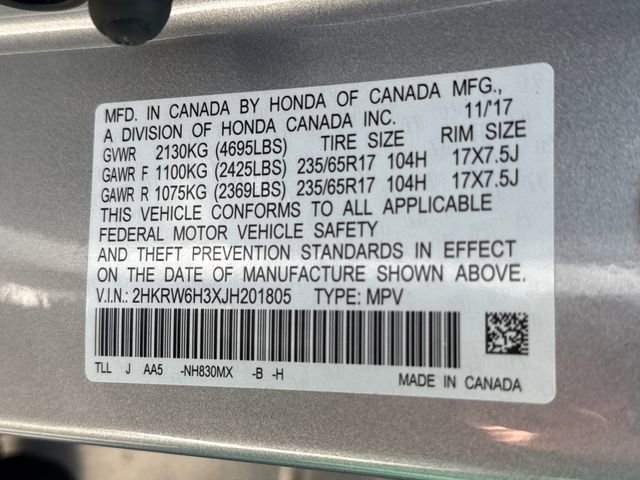 MFD. IN CANADA BY HONDA OF CANADA MFG.,
A DIVISION OF HONDA CANADA INC. 11/'17
GVWR 2130KG (4695LBS) TIRE SIZE RIM SIZE
GAWR F 1100KG (2425LBS) 235/65R17 104H 17X7.5J
GAWR R 1075KG (2369LBS) 235/65R17 104H 17X7.5J
THIS VEHICLE CONFORMS TO ALL APPLICABLE
FEDERAL MOTOR VEHICLE SAFETY
AND THEFT PREVENTION STANDARDS IN EFFECT
ON THE DATE OF MANUFACTURE SHOWN ABOVE.
V.I.N.: 2HKRW6H3XJH201805 TYPE: MPV
TLL J AA5 -NH830MX -B -H
MADE IN CANADA